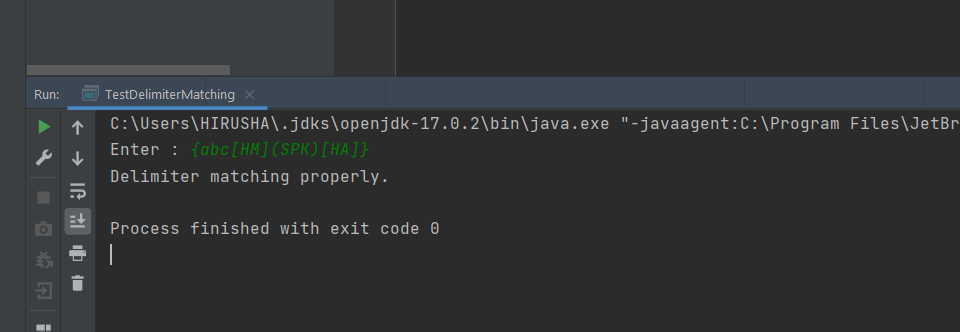 Run: TestDelimiterMatching
C:\Users\HIRUSHA\.jdks\openjdk-17.0.2\bin\java.exe "-javaagent:C:\Program Files\JetBr
Enter : {abc[HM](SPK)[HA]}
Delimiter matching properly.
Process finished with exit code 0